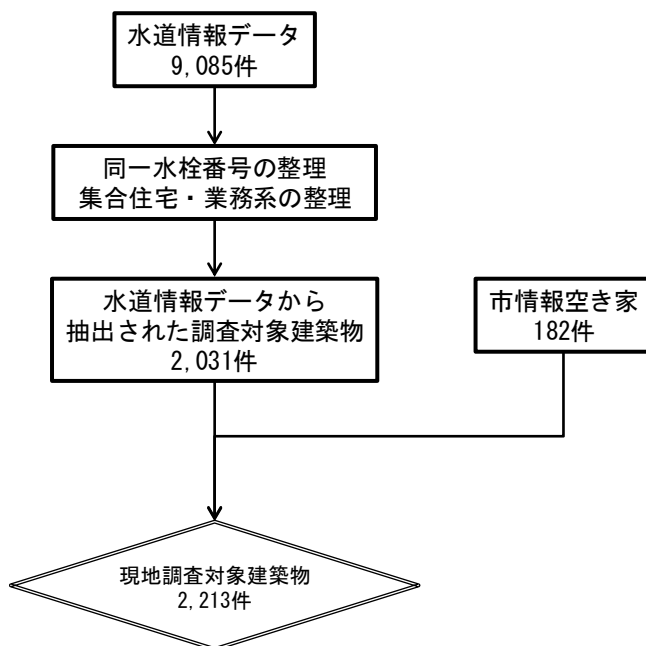 水道情報データ
9,085件
同一水栓番号の整理
集合住宅・業務系の整理
水道情報データから
抽出された調査対象建築物
2,031件
市情報空き家
182件
現地調査対象建築物
2,213件